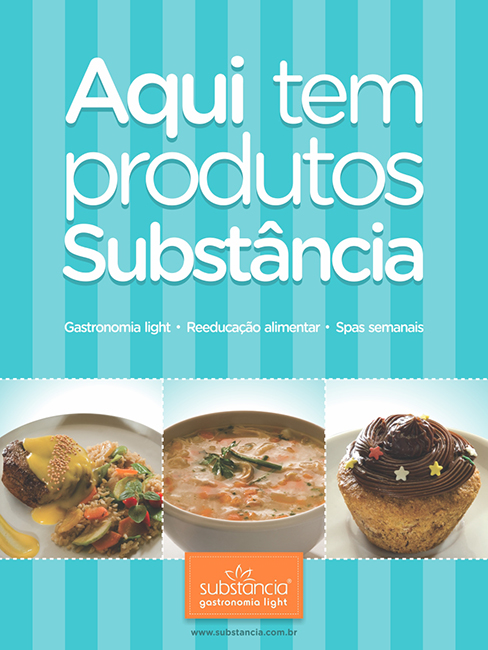 Aqui tem
produtos
Substância
Gastronomia light • Reeducação alimentar • Spas semanais
substância®
gastronomia light
www.substancia.com.br